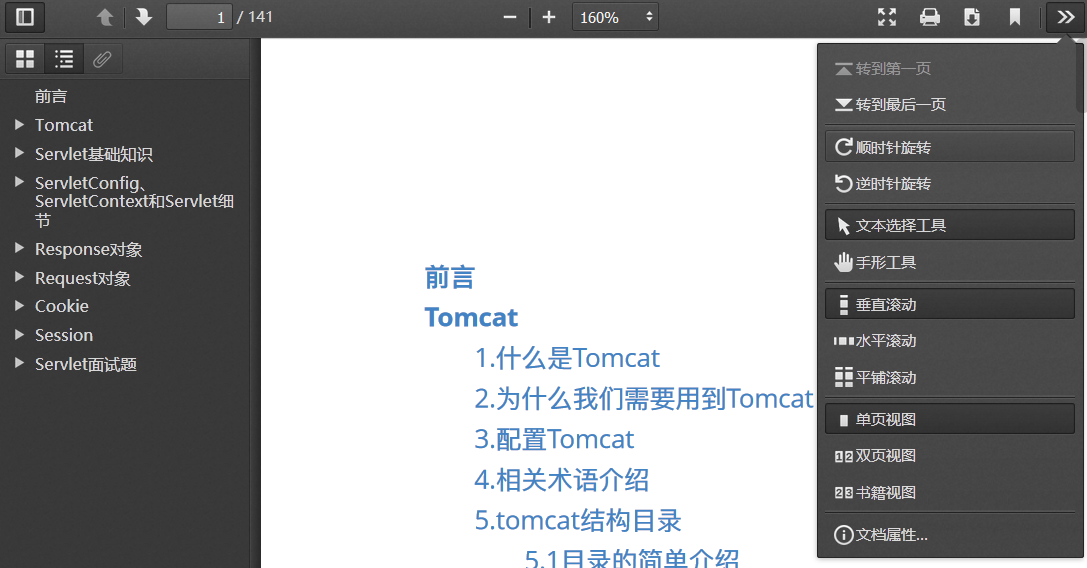 1 / 141
160%
前言
Tomcat
Servlet基础知识
ServletConfig、
ServletContext和Servlet细
节
Response对象
Request对象
Cookie
Session
Servlet面试题
前言
Tomcat
1.什么是Tomcat
2.为什么我们需要用到Tomcat
3.配置Tomcat
4.相关术语介绍
5.tomcat结构目录
5.1目录的简单介绍
转到第一页
转到最后一页
顺时针旋转
逆时针旋转
文本选择工具
手形工具
垂直滚动
水平滚动
平铺滚动
单页视图
双页视图
书籍视图
文档属性...